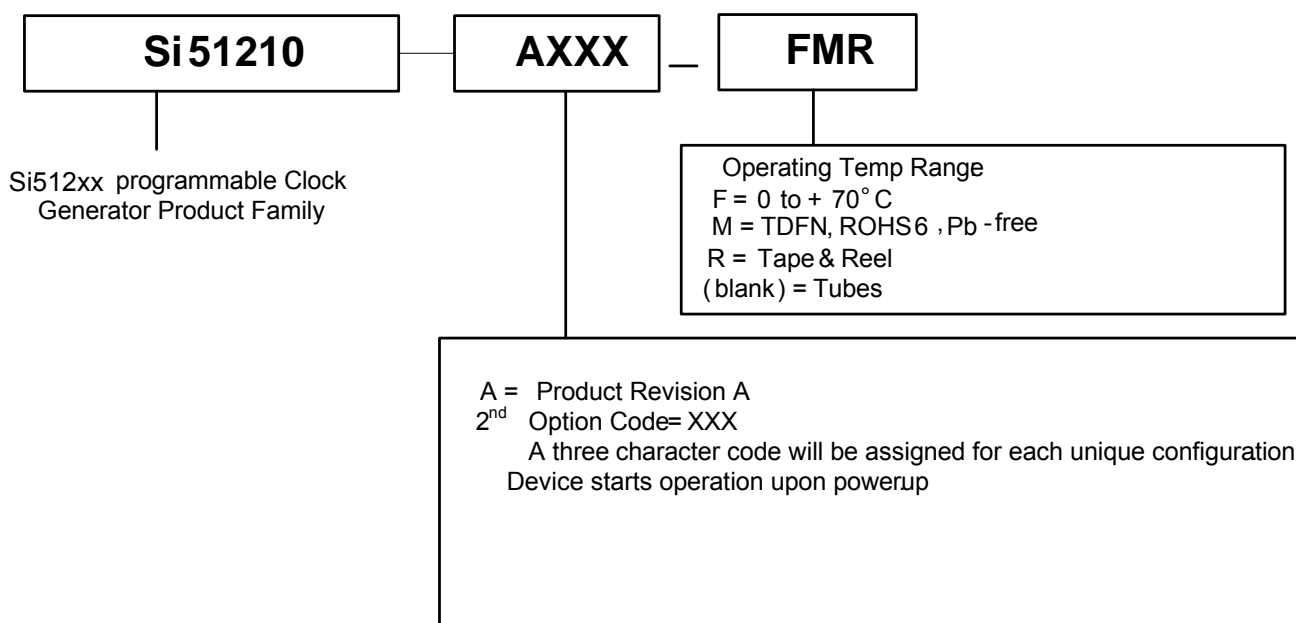 Si51210 AXXX – FMR
Si512xx programmable Clock
Generator Product Family
Operating Temp Range
F = 0 to + 70°C
M = TDFN, ROHS6 ,Pb -free
R = Tape & Reel
(blank) = Tubes
A = Product Revision A
2nd Option Code= XXX
A three character code will be assigned for each unique configuration
Device starts operation upon powerup